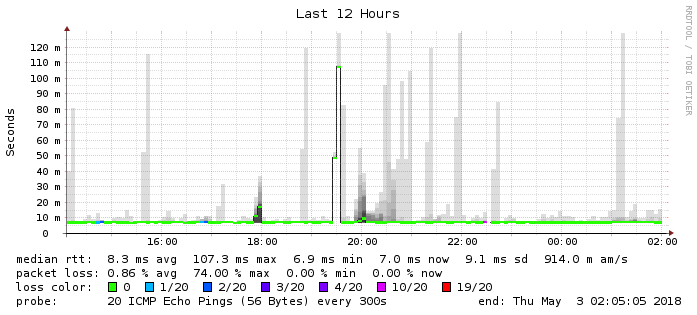 Last 12 Hours
RRDTOOL / TOBI OETIKER
Seconds
120 m
110 m
100 m
90 m
80 m
70 m
60 m
50 m
40 m
30 m
20 m
10 m
0
16:00 18:00 20:00 22:00 00:00 02:00
median rtt: 8.3 ms avg 107.3 ms max 6.9 ms min 7.0 ms now 9.1 ms sd 914.0 m am/s
packet loss: 0.86 % avg 74.00 % max 0.00 % min 0.00 % now
loss color: 0 1/20 2/20 3/20 4/20 10/20 19/20
probe: 20 ICMP Echo Pings (56 Bytes) every 300s end: Thu May 3 02:05:05 2018